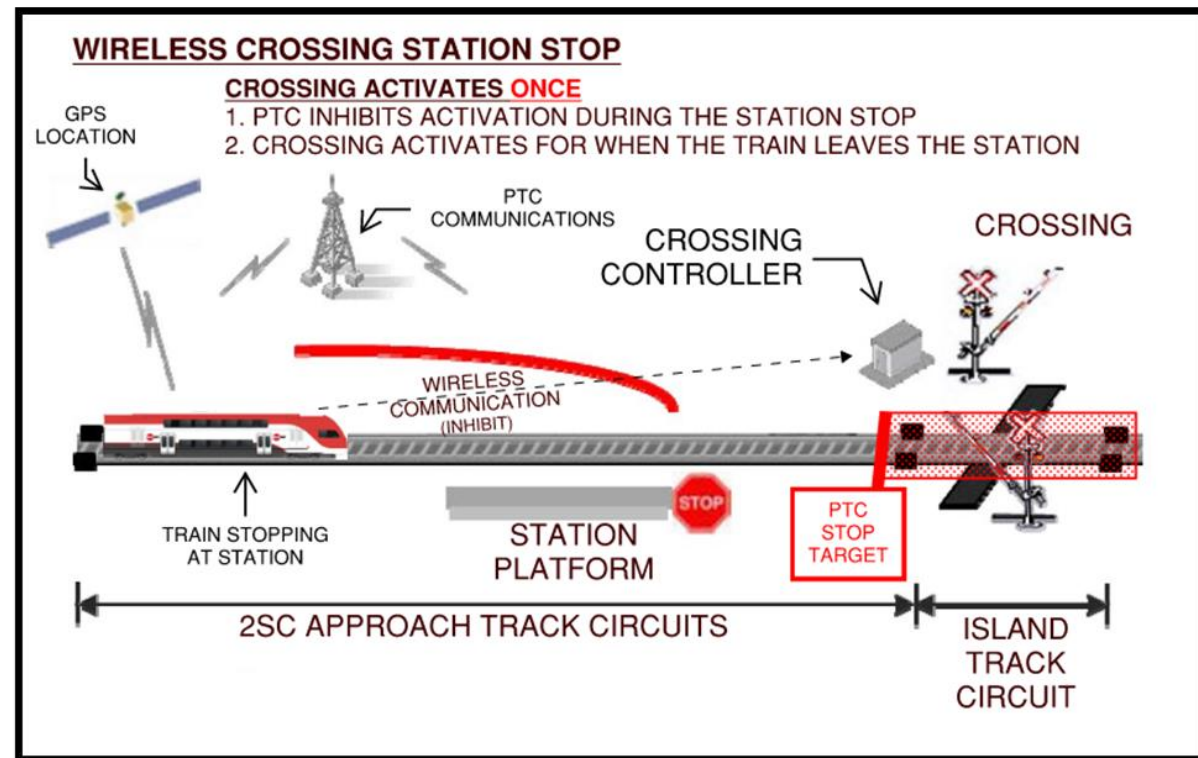 WIRELESS CROSSING STATION STOP
CROSSING ACTIVATES ONCE
1. PTC INHIBITS ACTIVATION DURING THE STATION STOP
2. CROSSING ACTIVATES FOR WHEN THE TRAIN LEAVES THE STATION
GPS
LOCATION
PTC
COMMUNICATIONS
CROSSING
CONTROLLER
CROSSING
WIRELESS
COMMUNICATION
(INHIBIT)
TRAIN STOPPING
AT STATION
STATION
PLATFORM
STOP
PTC
STOP
TARGET
2SC APPROACH TRACK CIRCUITS
ISLAND
TRACK
CIRCUIT